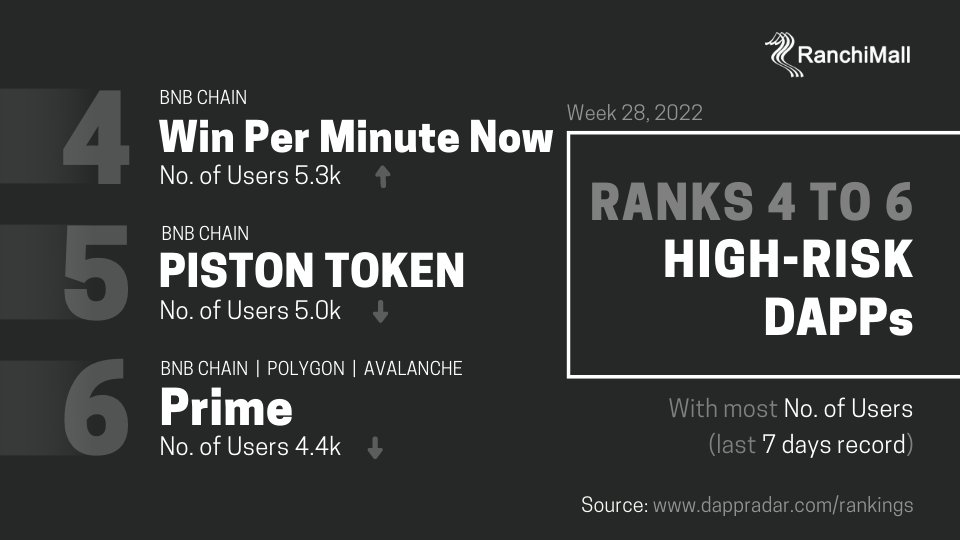 RanchiMall
4
BNB CHAIN
Win Per Minute Now
No. of Users 5.3k
5
BNB CHAIN
PISTON TOKEN
No. of Users 5.0k
6
BNB CHAIN | POLYGON | AVALANCHE
Prime
No. of Users 4.4k
Week 28, 2022
RANKS 4 TO 6
HIGH-RISK
DAPPs
With most No. of Users
(last 7 days record)
Source: www.dappradar.com/rankings